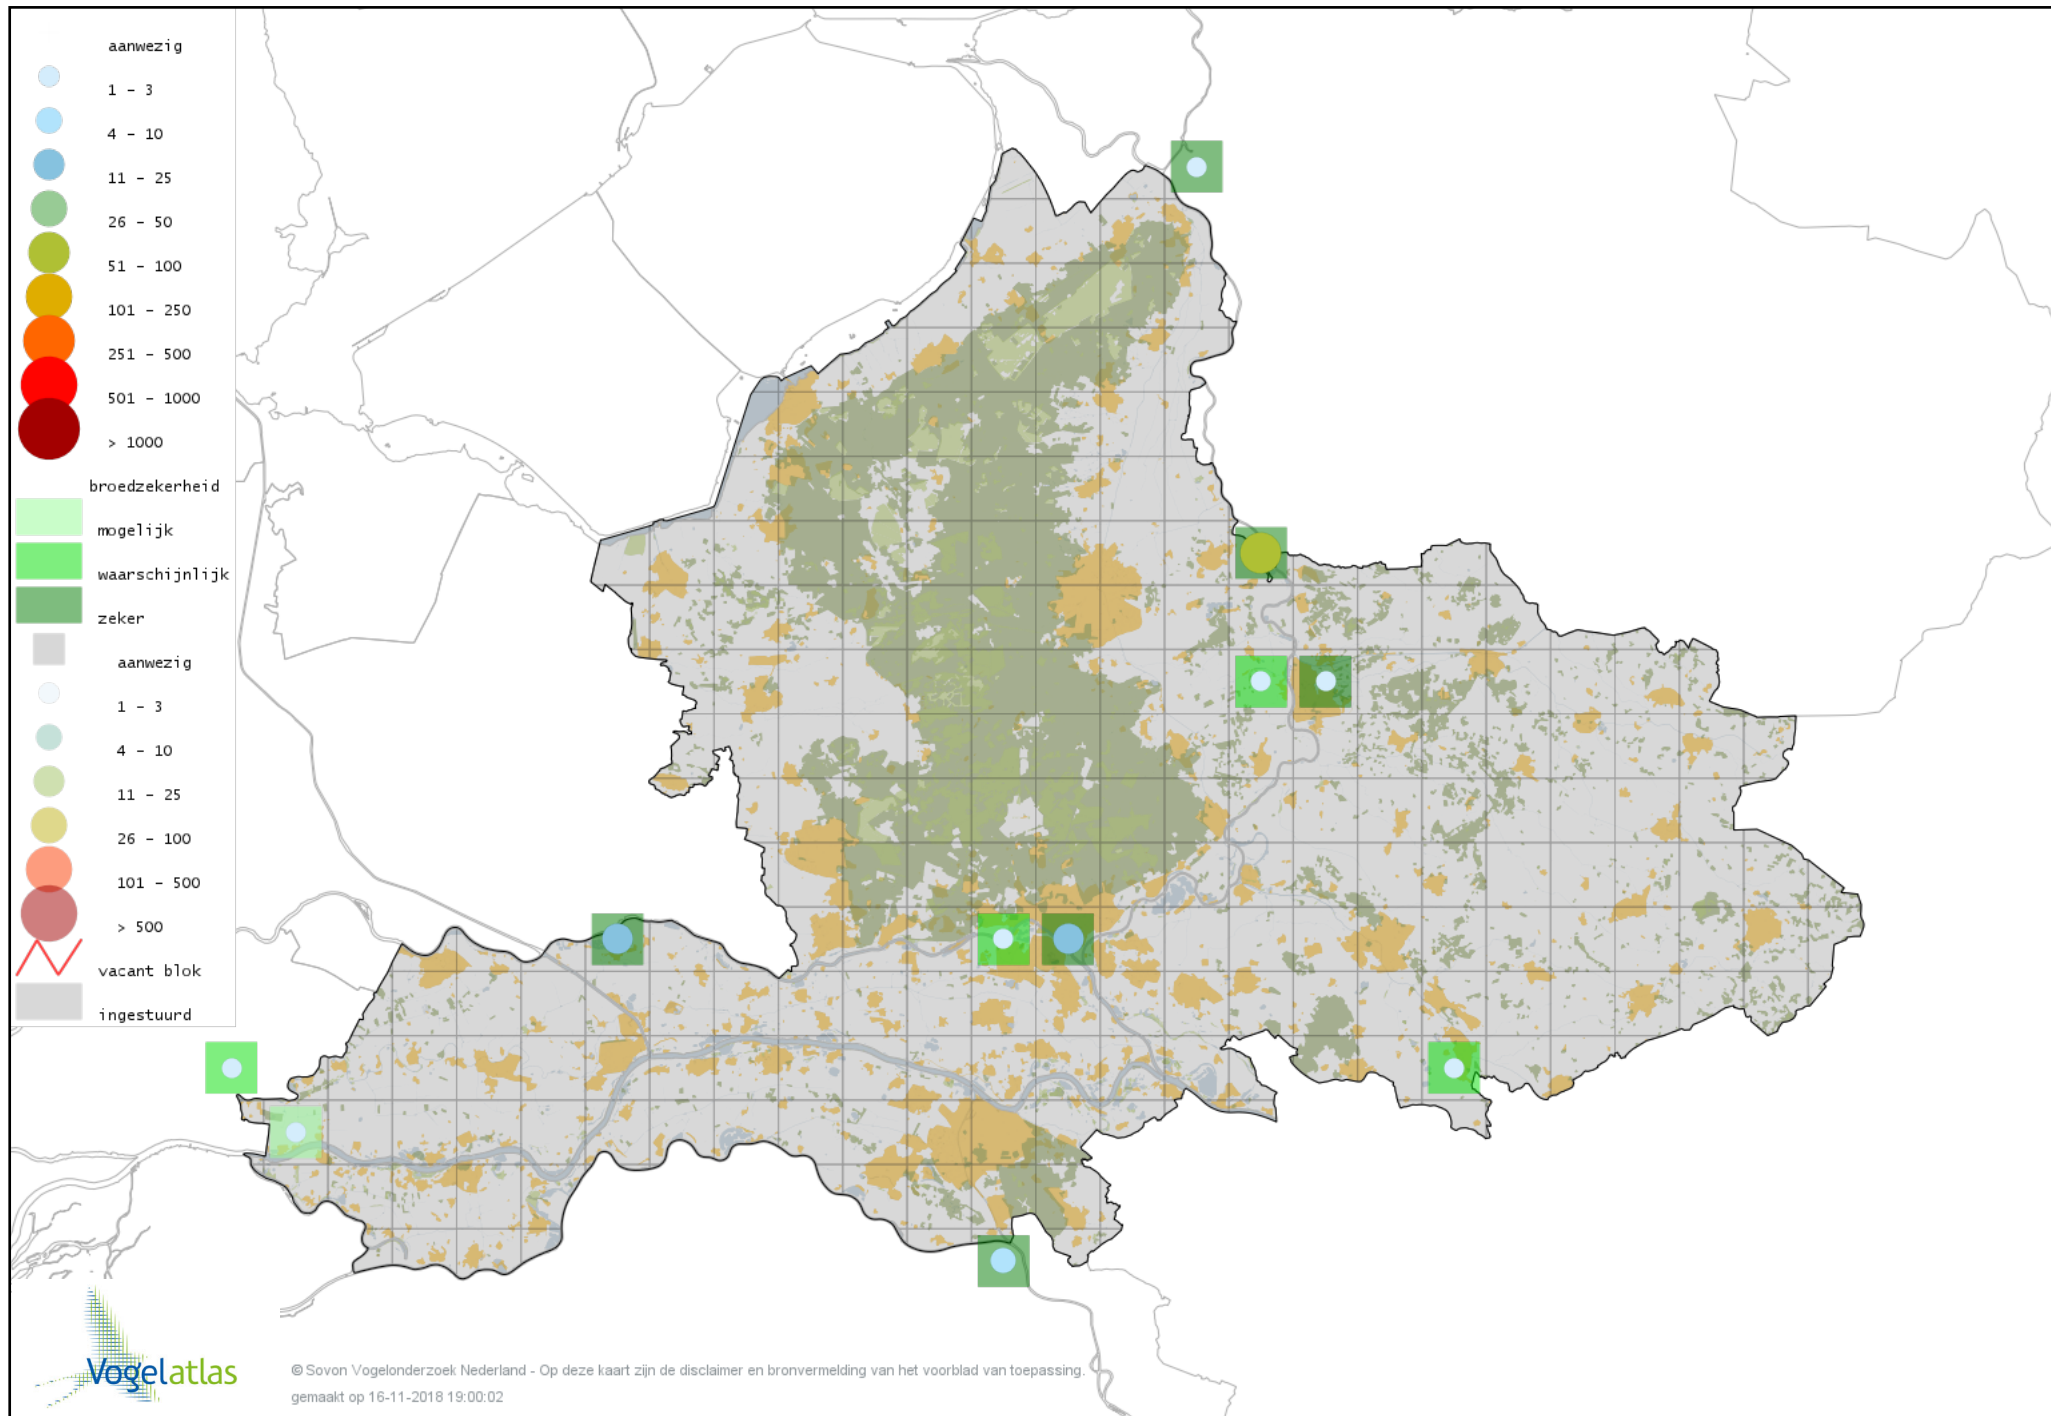 aanwezig
1 - 3
4 - 10
11 - 25
26 - 50
51 - 100
101 - 250
251 - 500
501 - 1000
> 1000
broedzekerheid
mogelijk
waarschijnlijk
zeker
aanwezig
1 - 3
4 - 10
11 - 25
26 - 100
101 - 500
> 500
vacant blok
ingestuurd
Vogelatlas
© Sovon Vogelonderzoek Nederland - Op deze kaart zijn de disclaimer en bronvermelding van het voorblad van toepassing.
gemaakt op 16-11-2018 19:00:02